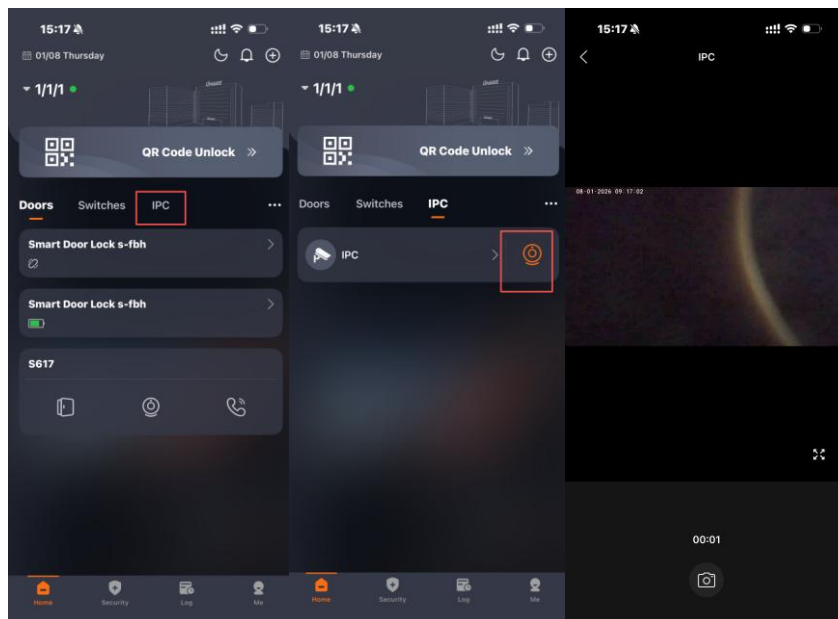 15:17
01/08 Thursday
1/1/1
QR Code Unlock
Doors Switches IPC
Smart Door Lock s-fbh
Smart Door Lock s-fbh
S617
Home Security Log Me
15:17
01/08 Thursday
1/1/1
QR Code Unlock
Doors Switches IPC
IPC
Home Security Log Me
15:17
IPC
08-01-2026 09:17:02
00:01